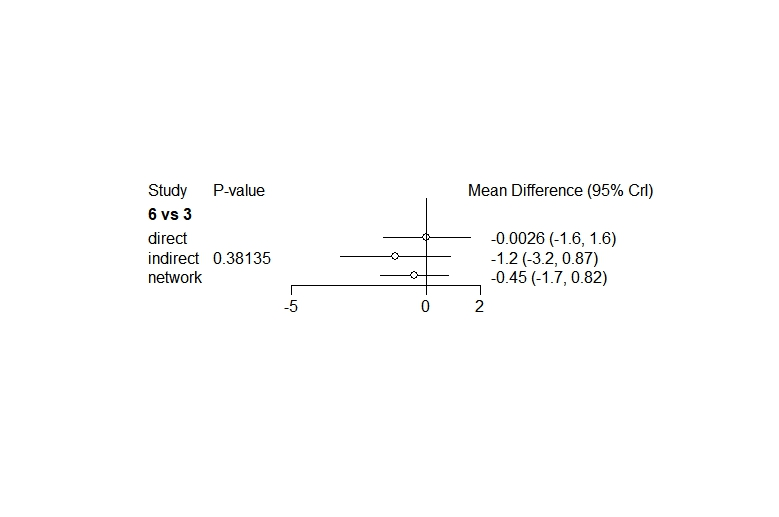 Study P-value Mean Difference (95% CrI)
6 vs 3
direct -0.0026 (-1.6, 1.6)
indirect 0.38135 -1.2 (-3.2, 0.87)
network -0.45 (-1.7, 0.82)
-5 0 2